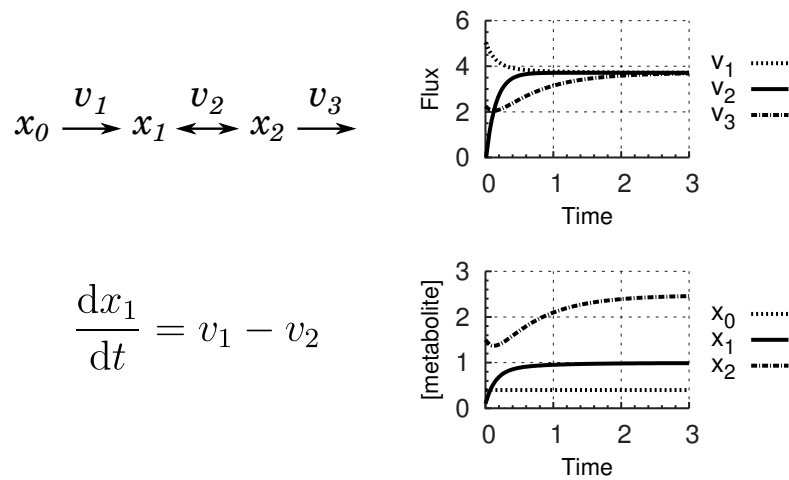 v1 v2 v3
x0 x1 x2
dx1/dt = v1 − v2
6
4
2
0
Flux
0 1 2 3
Time
v1
v2
v3
3
2
1
0
[metabolite]
0 1 2 3
Time
x0
x1
x2